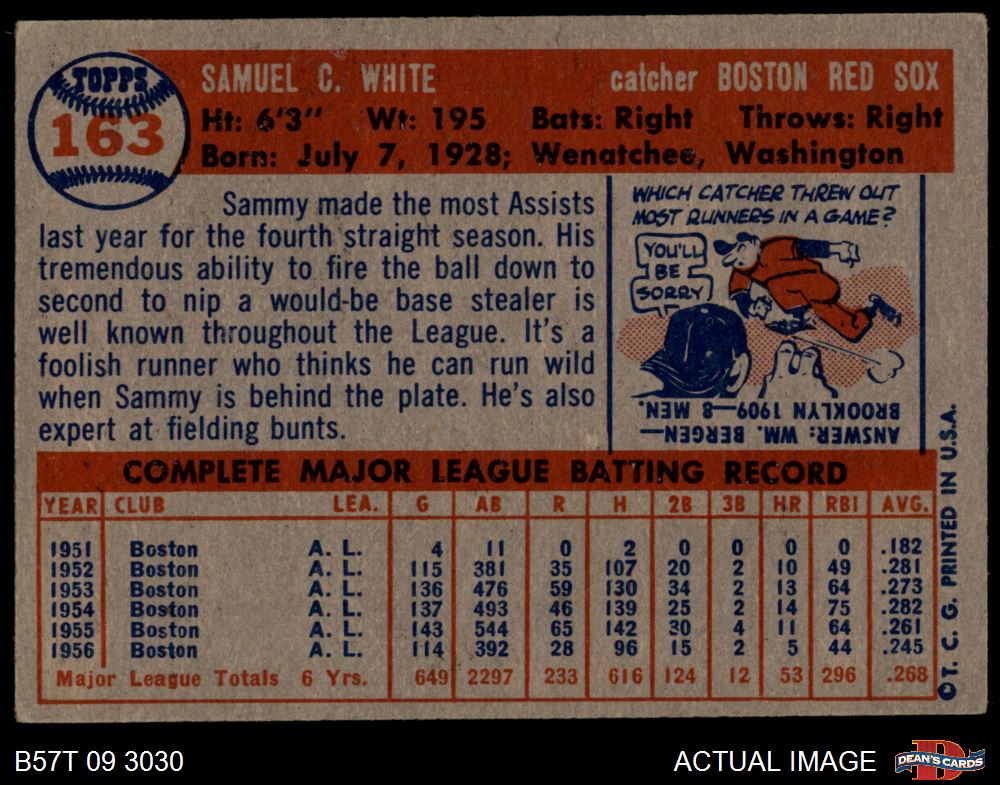 TOPPS
163
SAMUEL C. WHITE catcher BOSTON RED SOX
Ht: 6'3" Wt: 195 Bats: Right Throws: Right
Born: July 7, 1928; Wenatchee, Washington
Sammy made the most Assists
last year for the fourth straight season. His
tremendous ability to fire the ball down to
second to nip a would-be base stealer is
well known throughout the League. It's a
foolish runner who thinks he can run wild
when Sammy is behind the plate. He's also
expert at fielding bunts.
WHICH CATCHER THREW OUT
MOST RUNNERS IN A GAME?
YOU'LL
BE
SORRY
ANSWER: WM. BERGEN—
BROOKLYN 1909—8 MEN.
COMPLETE MAJOR LEAGUE BATTING RECORD
YEAR CLUB LEA. G AB R H 2B 3B HR RBI AVG.
1951 Boston A. L. 4 11 0 2 0 0 0 0 .182
1952 Boston A. L. 115 381 35 107 20 2 10 49 .281
1953 Boston A. L. 136 476 59 130 34 2 13 64 .273
1954 Boston A. L. 137 493 46 139 25 2 14 75 .282
1955 Boston A. L. 143 544 65 142 30 4 11 64 .261
1956 Boston A. L. 114 392 28 96 15 2 5 44 .245
Major League Totals 6 Yrs. 649 2297 233 616 124 12 53 296 .268
©T. C. G. PRINTED IN U.S.A.
B57T 09 3030 ACTUAL IMAGE
DEAN'S CARDS